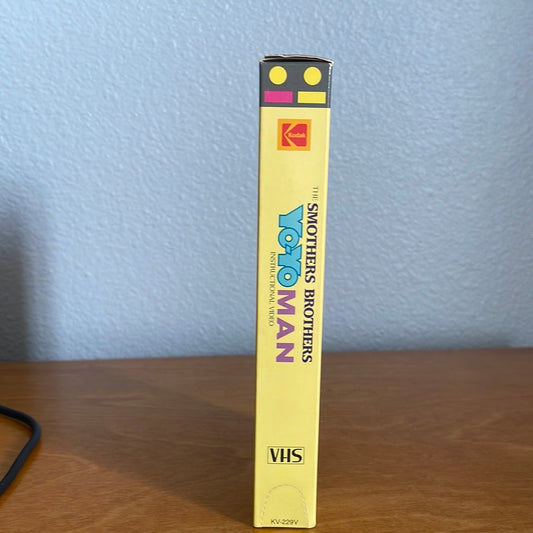 Kodak
THE SMOTHERS BROTHERS
YO-YO MAN
INSTRUCTIONAL VIDEO
VHS
KV-229V